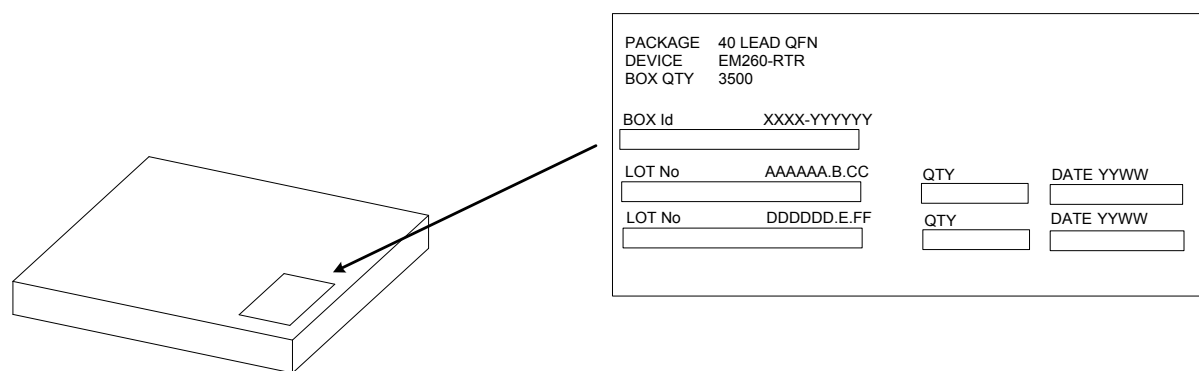 PACKAGE 40 LEAD QFN
DEVICE EM260-RTR
BOX QTY 3500
BOX Id XXXX-YYYYYY
LOT No AAAAAA.B.CC QTY DATE YYWW
LOT No DDDDDD.E.FF QTY DATE YYWW